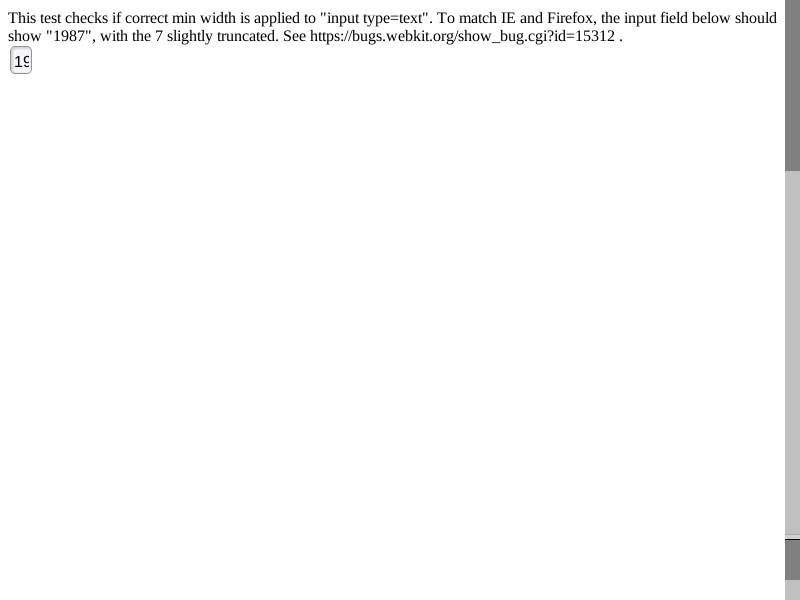 This test checks if correct min width is applied to "input type=text". To match IE and Firefox, the input field below should
show "1987", with the 7 slightly truncated. See https://bugs.webkit.org/show_bug.cgi?id=15312 .
19